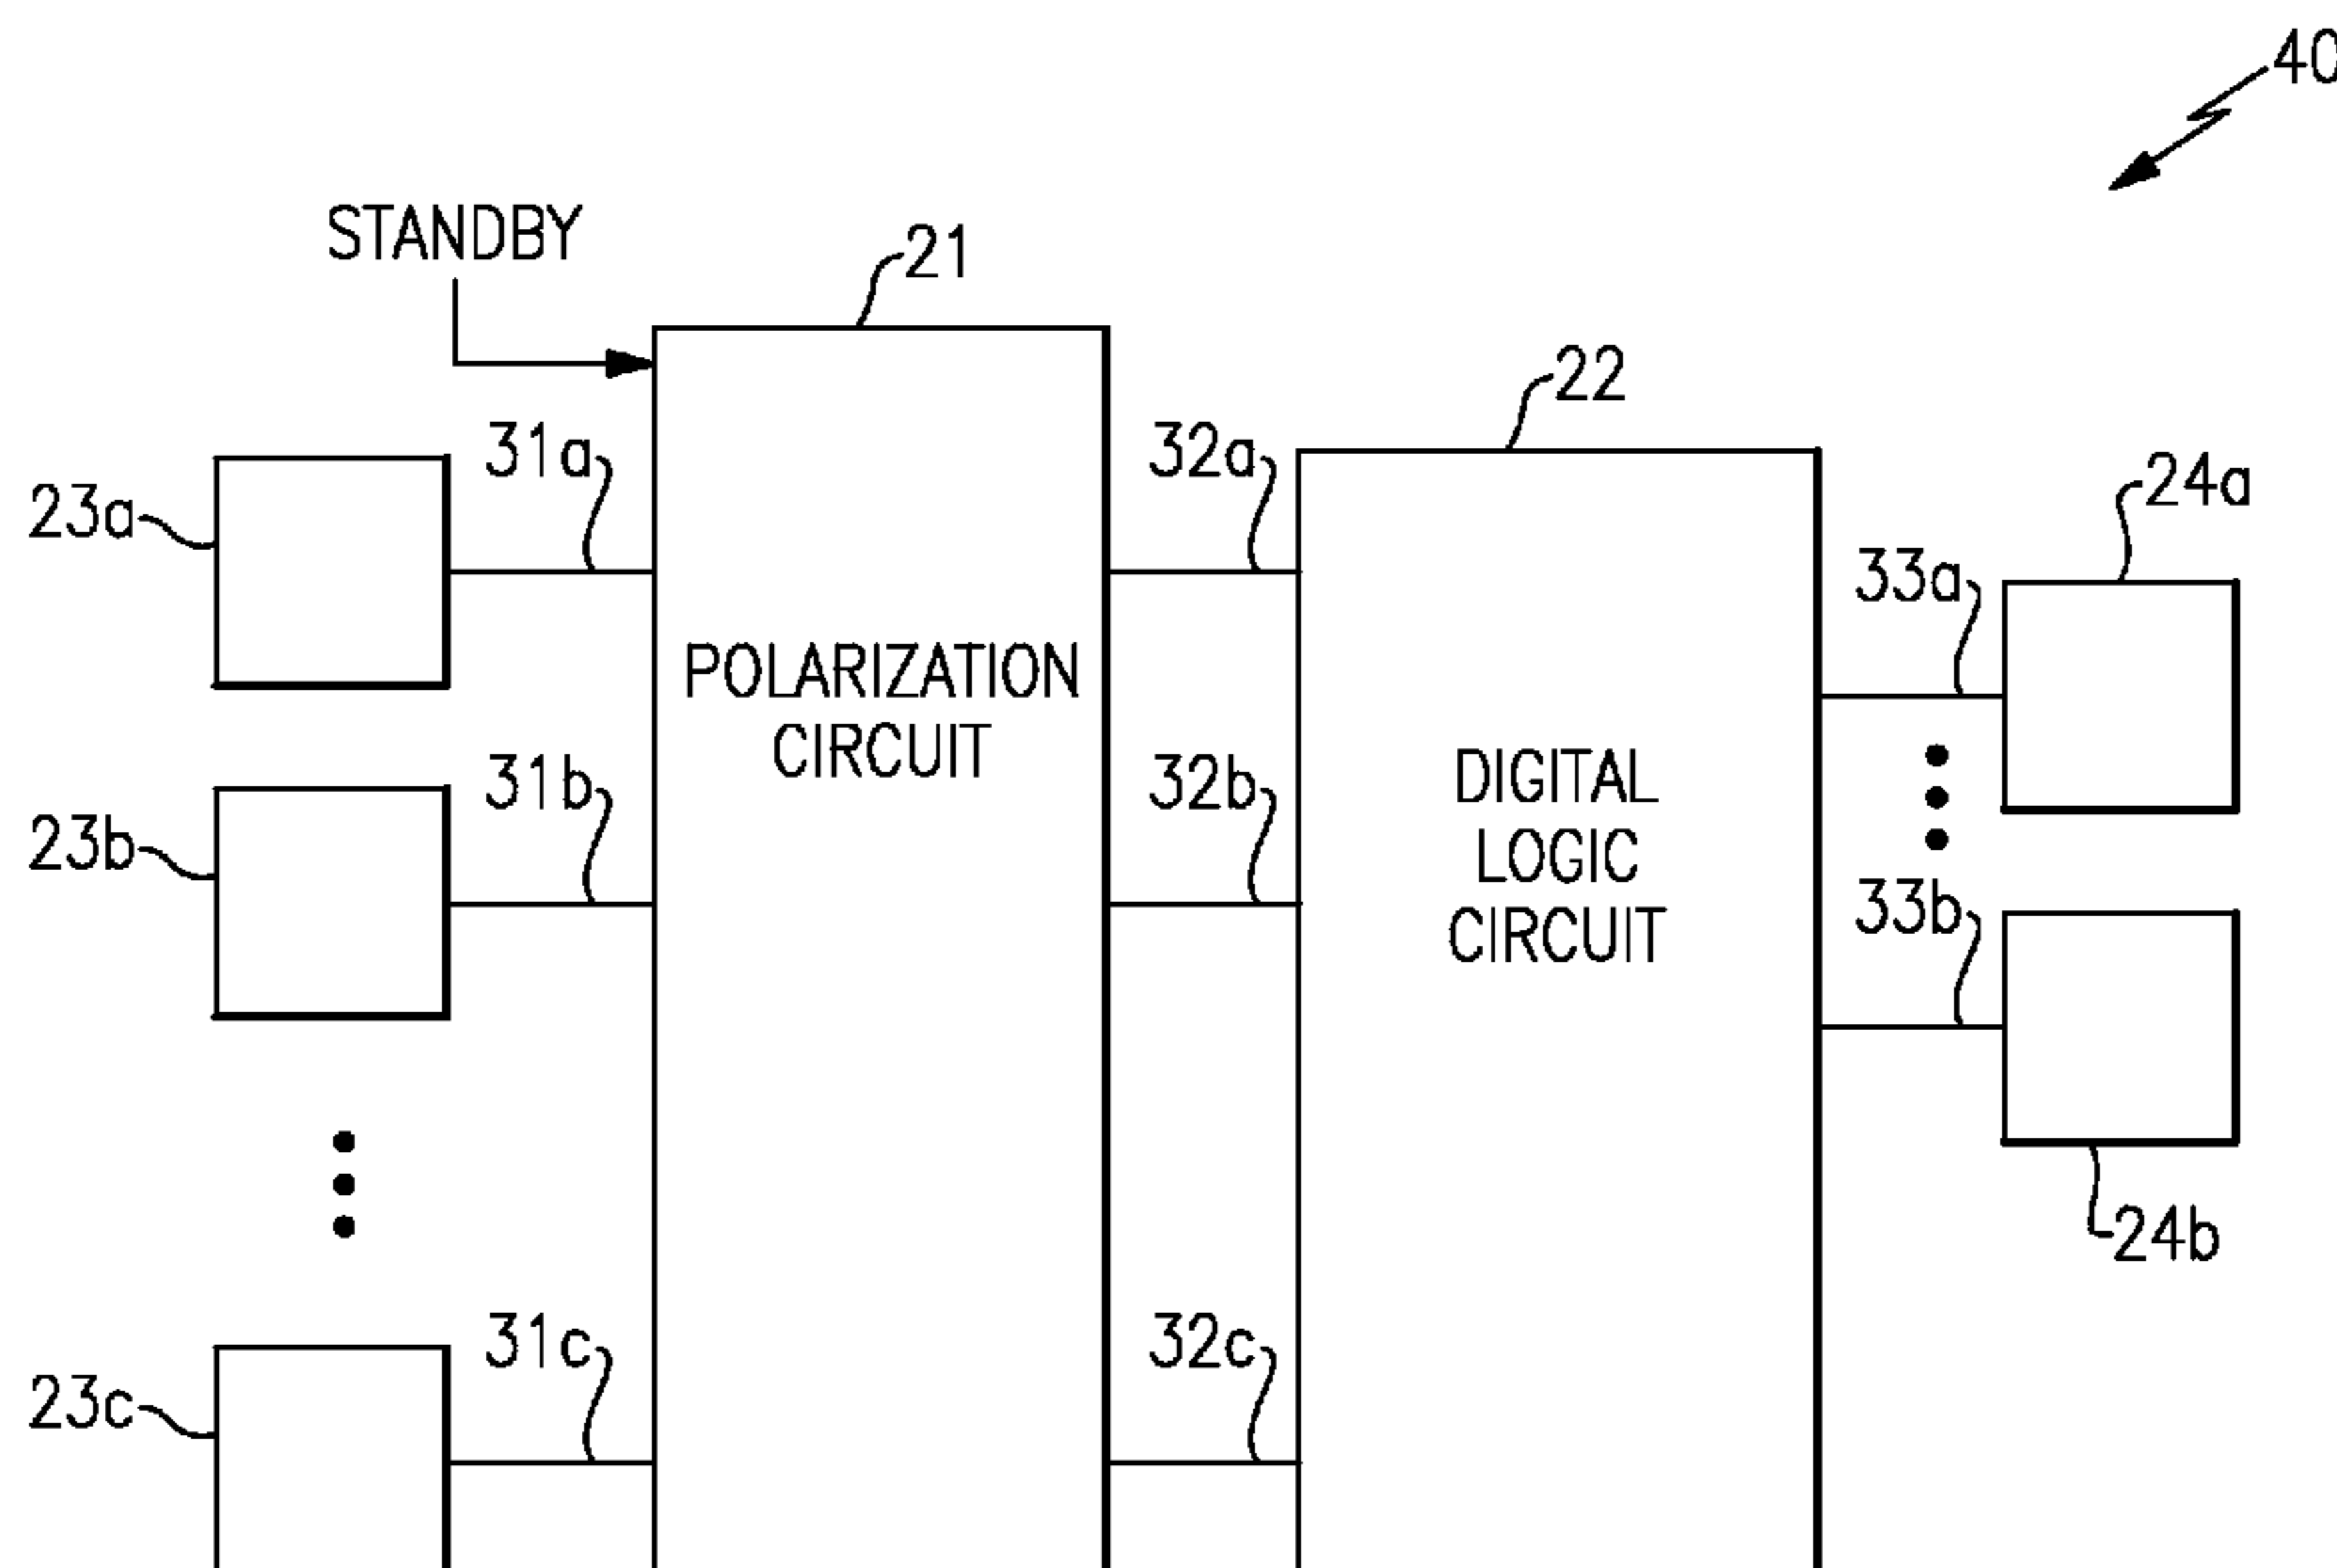 40
STANDBY
21
22
31a
32a
24a
23a
33a
POLARIZATION
CIRCUIT
31b
32b
DIGITAL
LOGIC
CIRCUIT
23b
33b
24b
31c
32c
23c